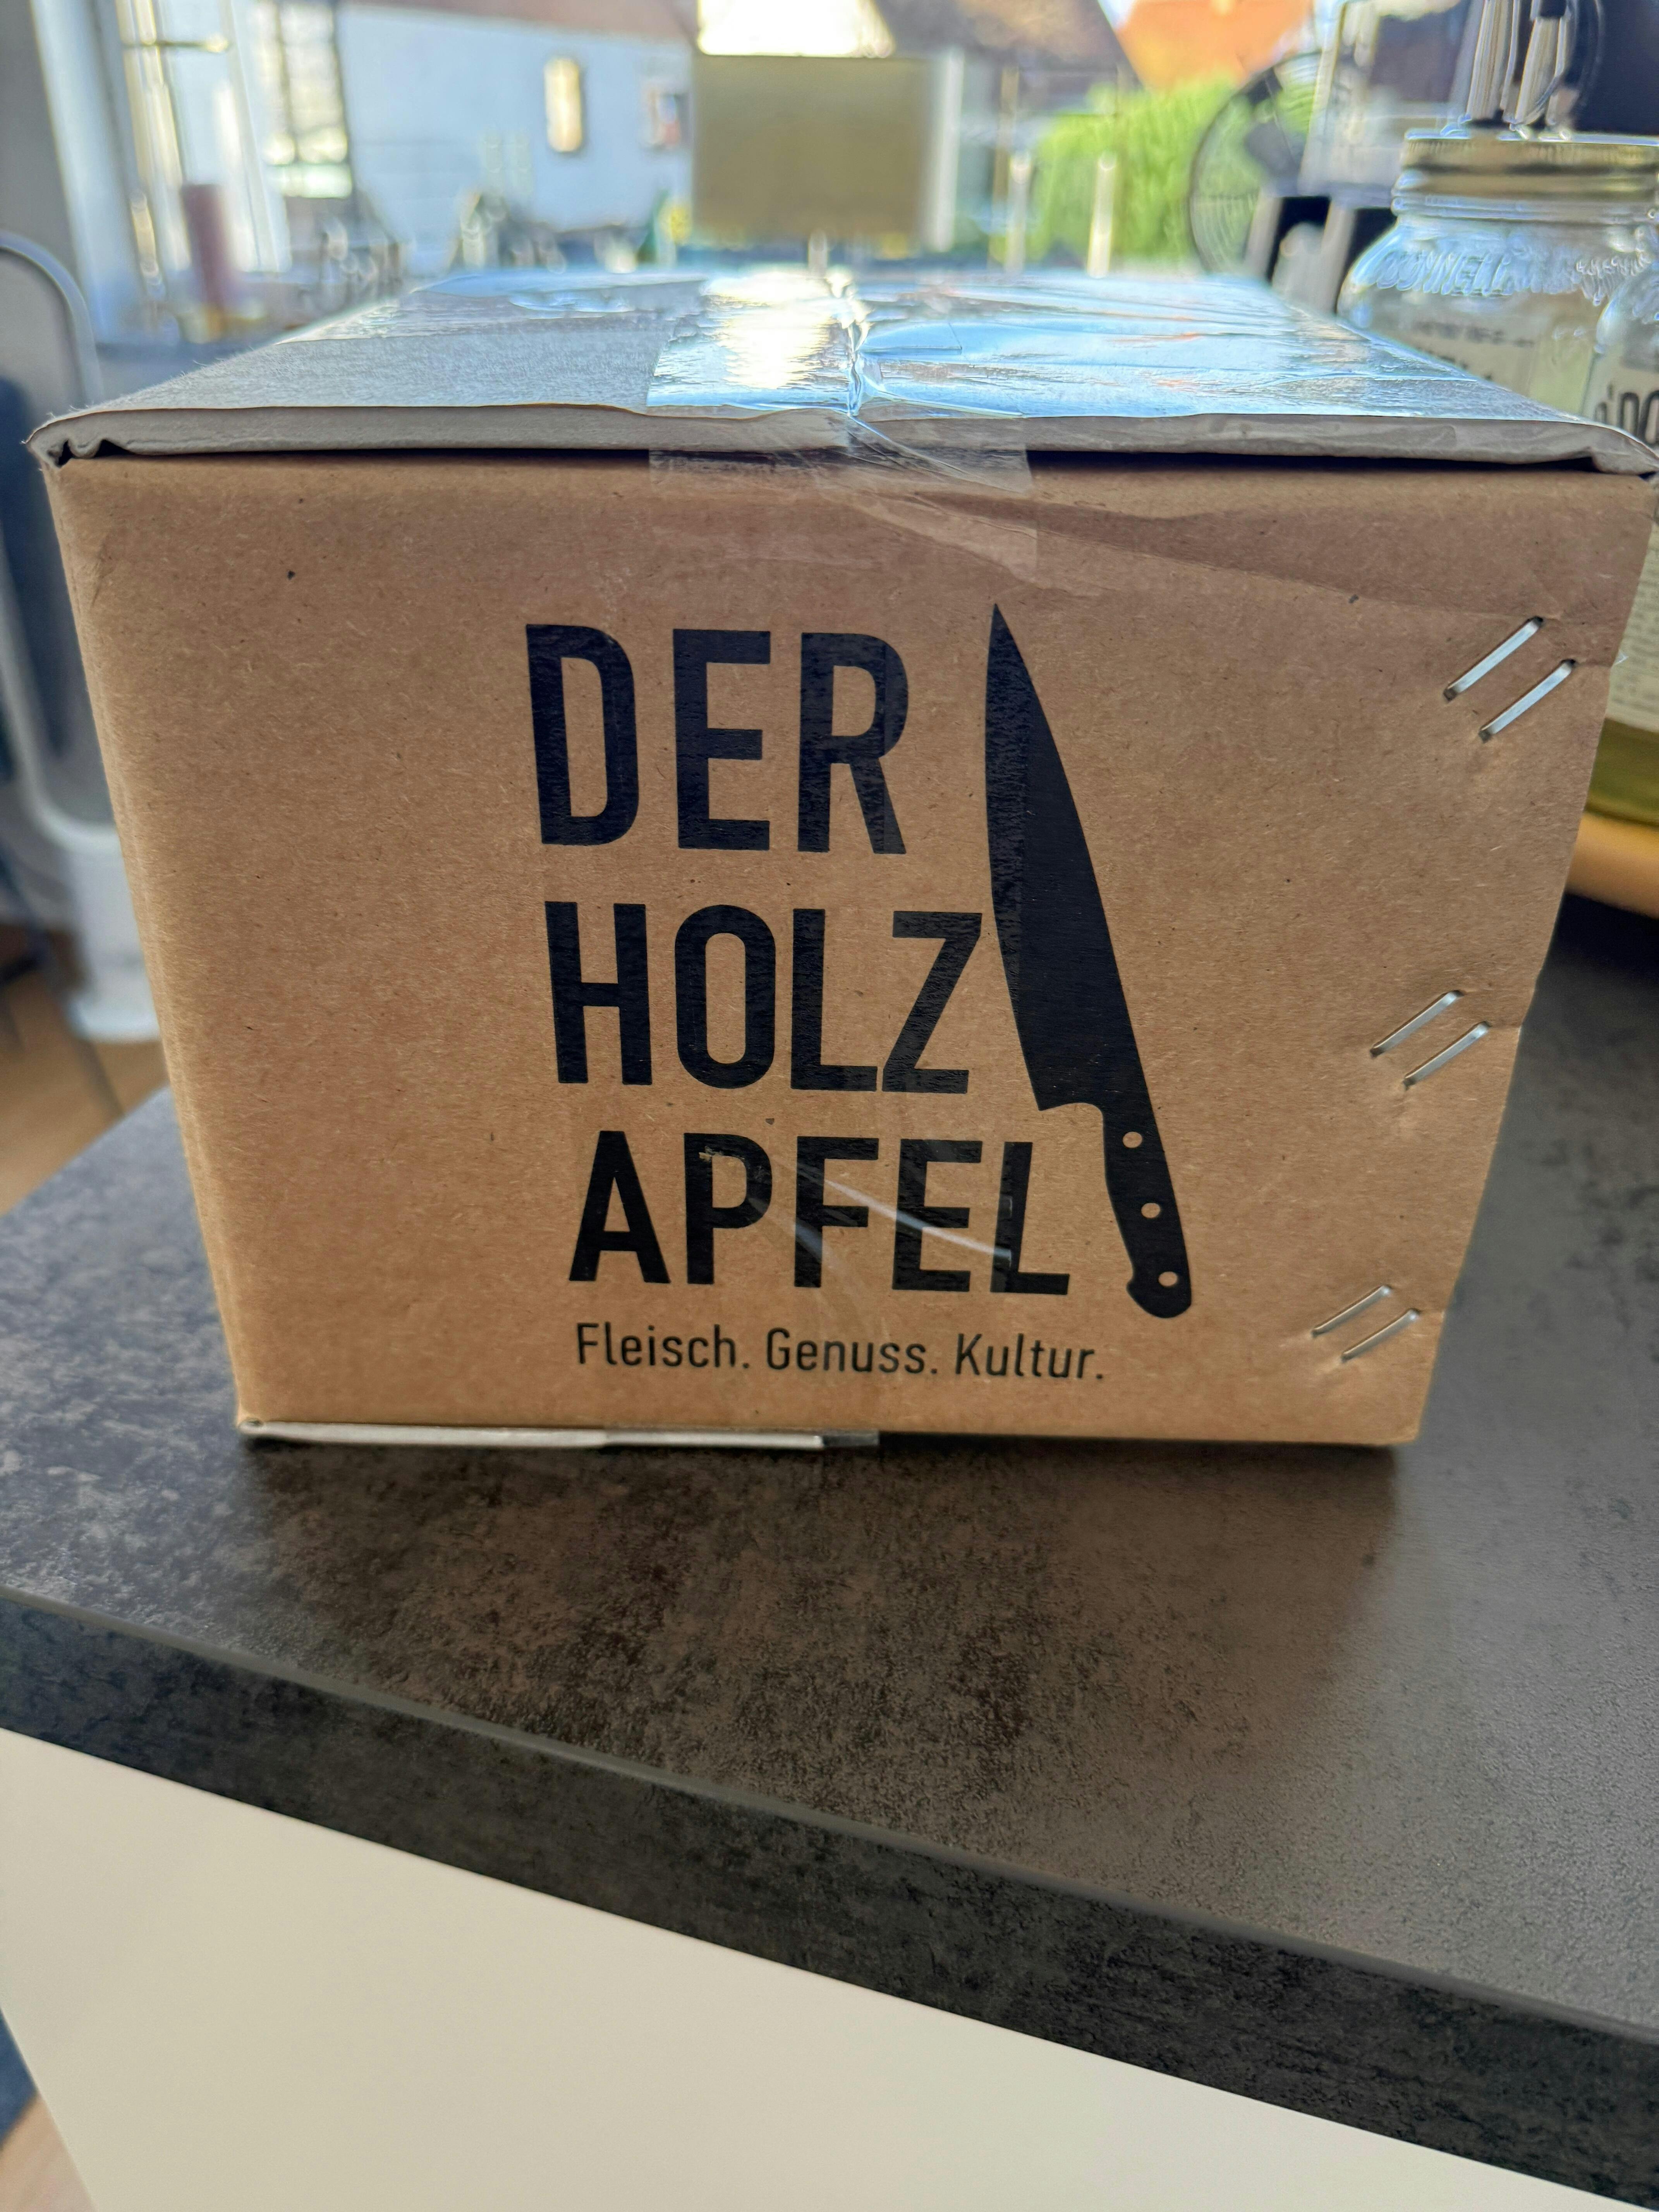 DER
HOLZ
APFEL
Fleisch. Genuss. Kultur.